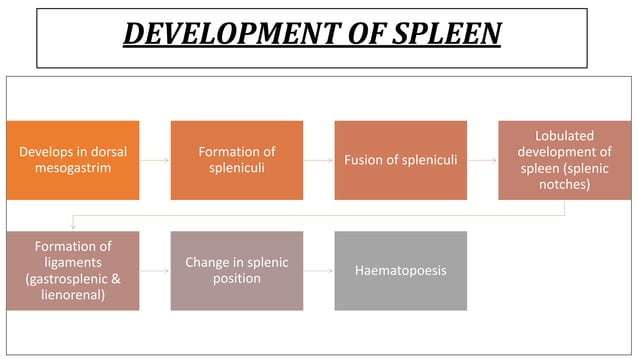 DEVELOPMENT OF SPLEEN
Develops in dorsal
mesogastrim
Formation of
spleniculi
Fusion of spleniculi
Lobulated
development of
spleen (splenic
notches)
Formation of
ligaments
(gastrosplenic &
lienorenal)
Change in splenic
position
Haematopoesis